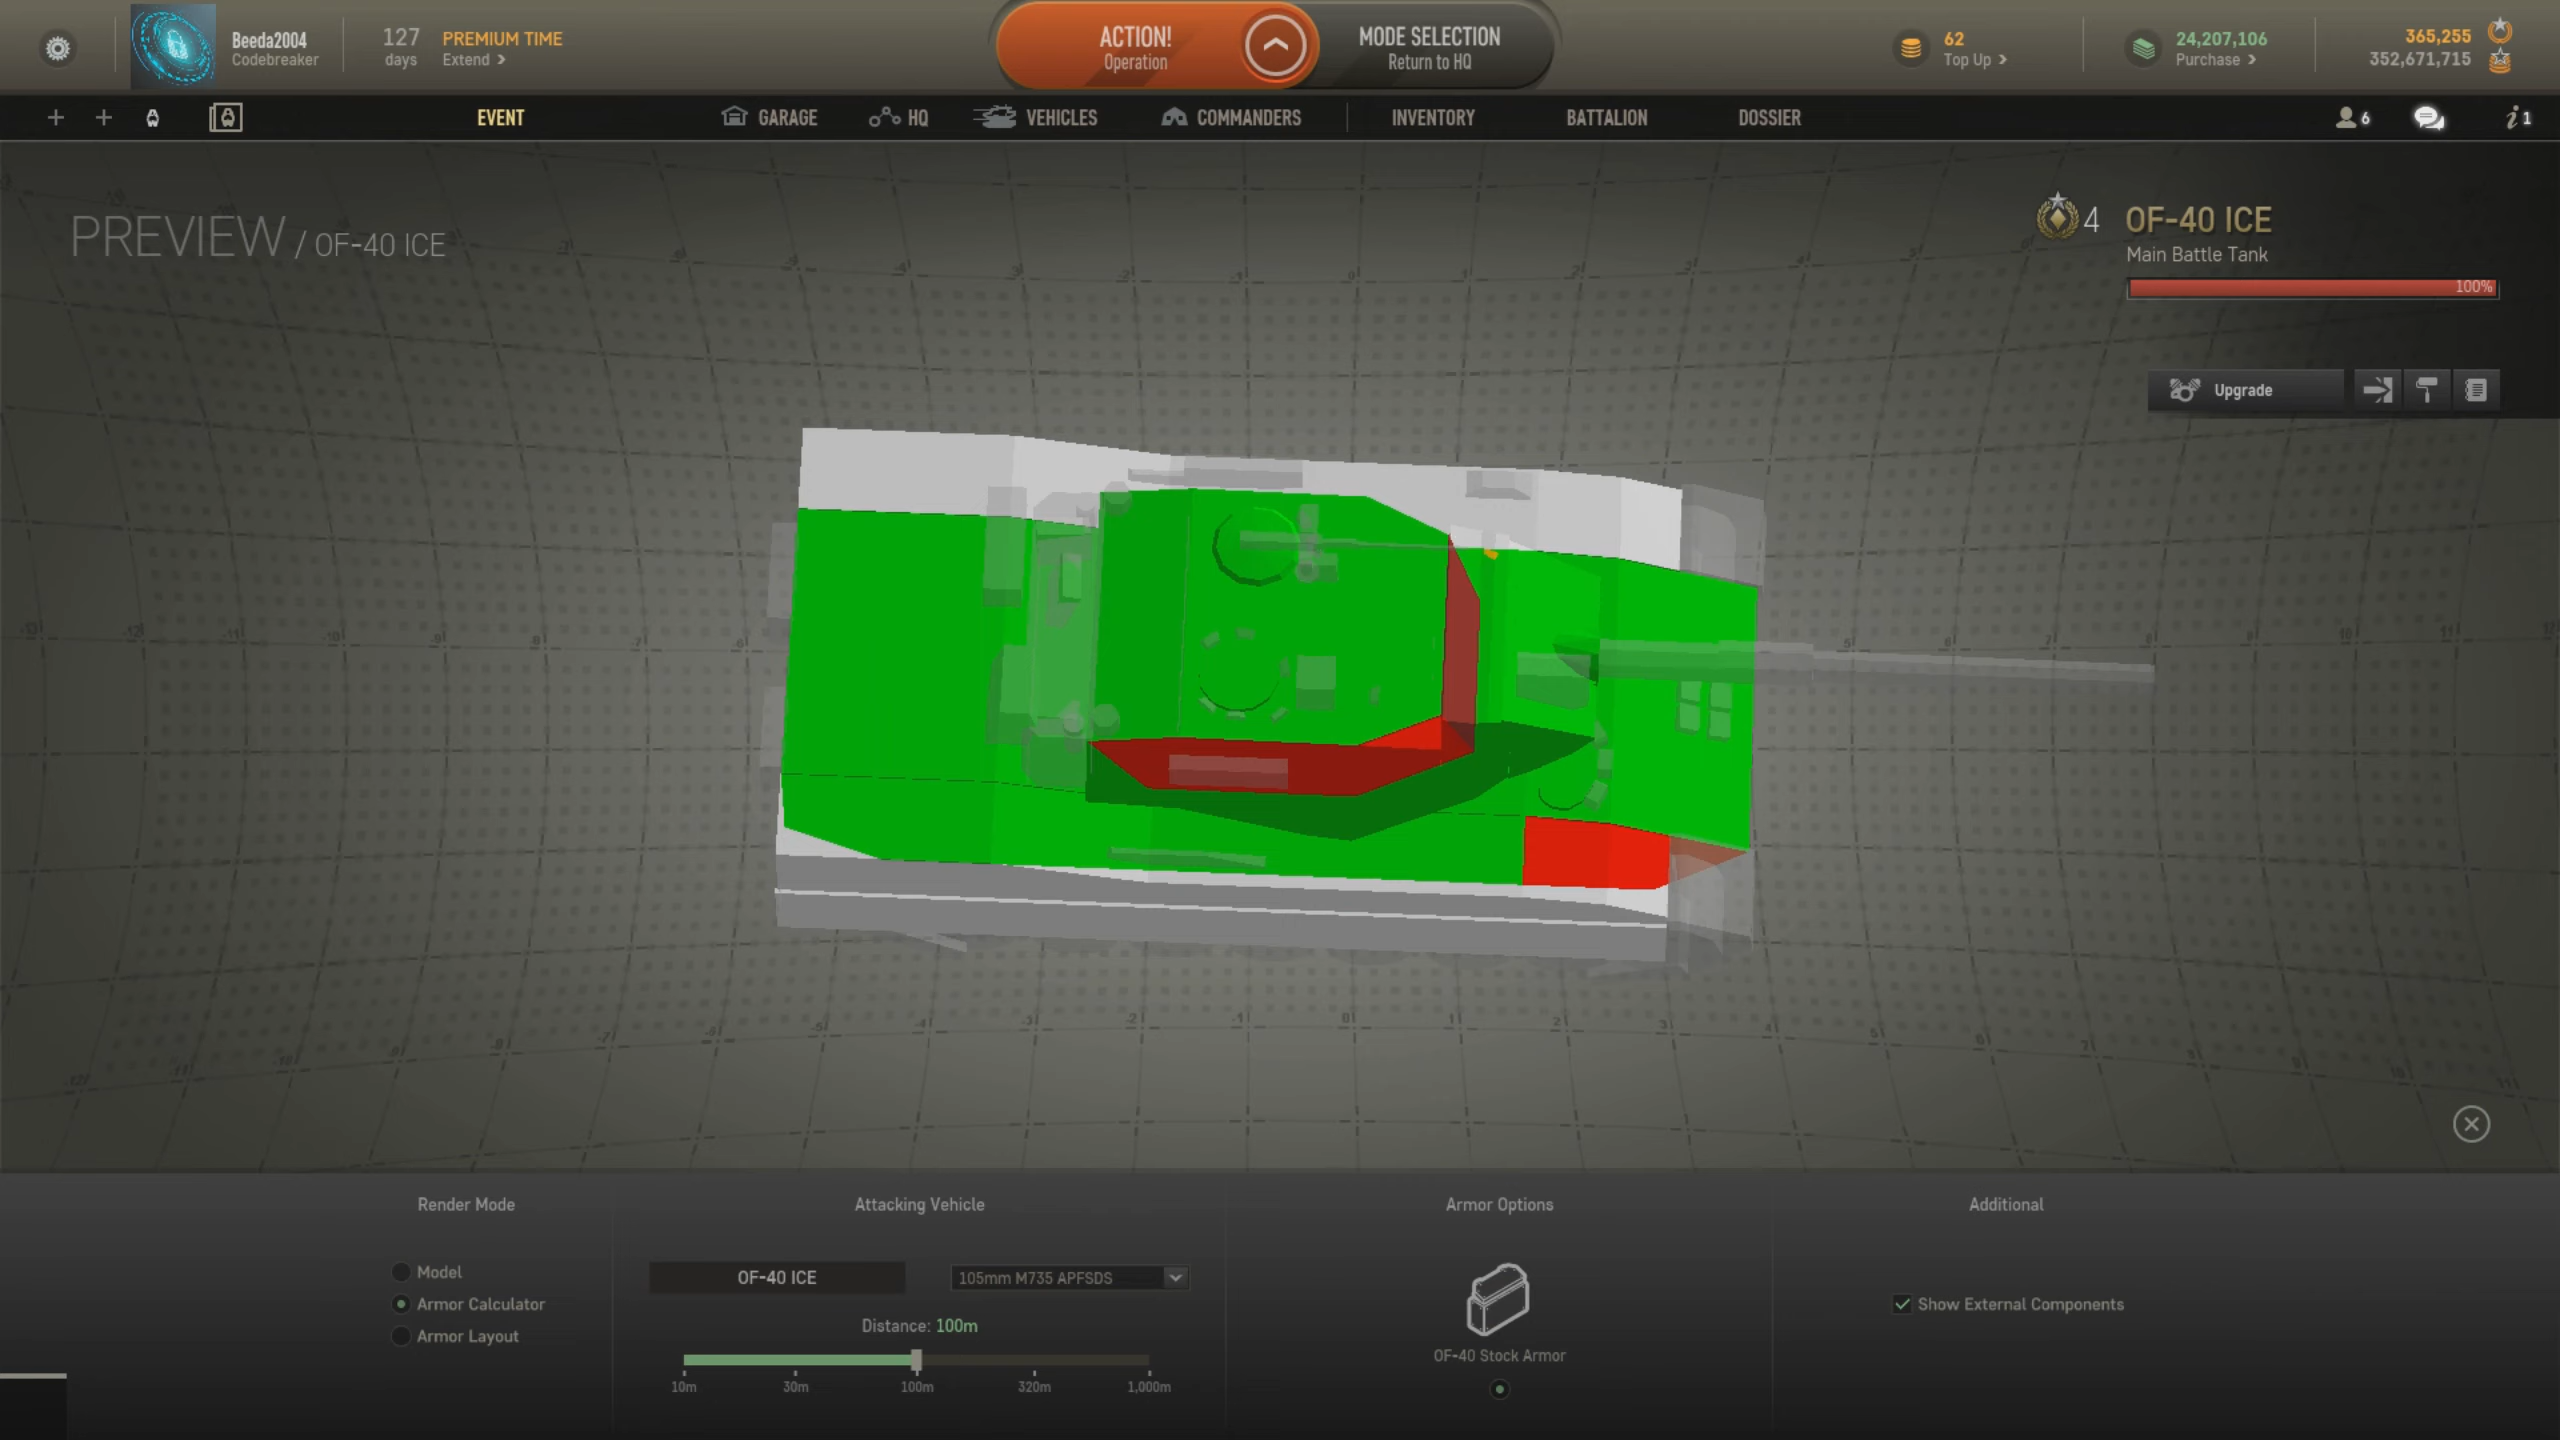 Beeda2004
Codebreaker
127
days
PREMIUM TIME
Extend >
ACTION!
Operation
MODE SELECTION
Return to HQ
62
Top Up >
24,207,106
Purchase >
365,255
352,671,715
EVENT
GARAGE
HQ
VEHICLES
COMMANDERS
INVENTORY
BATTALION
DOSSIER
6
i 1
PREVIEW / OF-40 ICE
4
OF-40 ICE
Main Battle Tank
100%
Upgrade
Render Mode
Model
Armor Calculator
Armor Layout
Attacking Vehicle
OF-40 ICE
105mm M735 APFSDS
Distance: 100m
10m 30m 100m 320m 1,000m
Armor Options
OF-40 Stock Armor
Additional
Show External Components